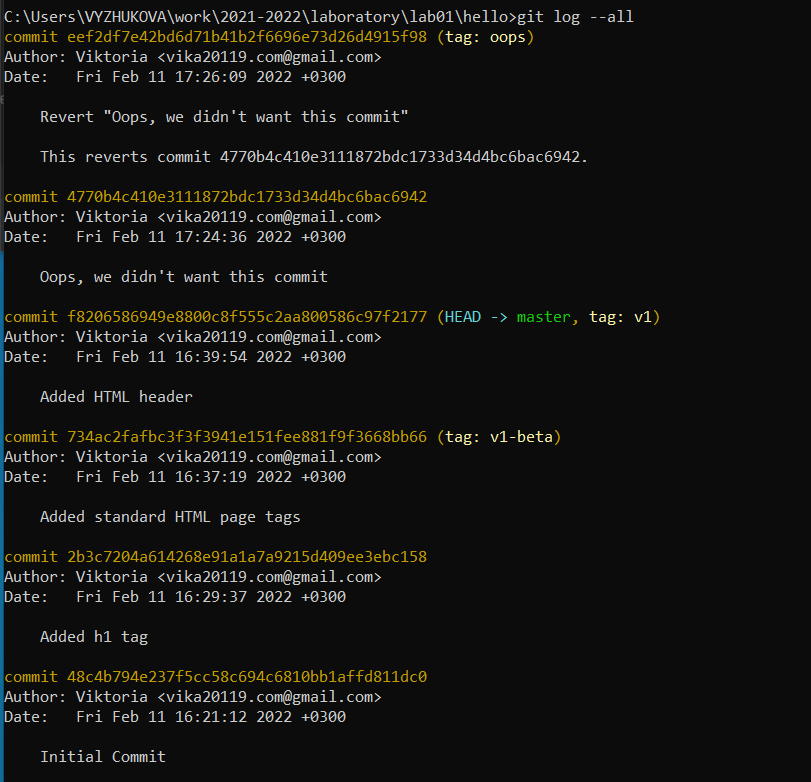 C:\Users\VYZHUKOVA\work\2021-2022\laboratory\lab01\hello>git log --all
commit eef2df7e42bd6d71b41b2f6696e73d26d4915f98 (tag: oops)
Author: Viktoria <vika20119.com@gmail.com>
Date:   Fri Feb 11 17:26:09 2022 +0300
    Revert "Oops, we didn't want this commit"
    This reverts commit 4770b4c410e3111872bdc1733d34d4bc6bac6942.
commit 4770b4c410e3111872bdc1733d34d4bc6bac6942
Author: Viktoria <vika20119.com@gmail.com>
Date:   Fri Feb 11 17:24:36 2022 +0300
    Oops, we didn't want this commit
commit f8206586949e8800c8f555c2aa800586c97f2177 (HEAD -> master, tag: v1)
Author: Viktoria <vika20119.com@gmail.com>
Date:   Fri Feb 11 16:39:54 2022 +0300
    Added HTML header
commit 734ac2fafbc3f3f3941e151fee881f9f3668bb66 (tag: v1-beta)
Author: Viktoria <vika20119.com@gmail.com>
Date:   Fri Feb 11 16:37:19 2022 +0300
    Added standard HTML page tags
commit 2b3c7204a614268e91a1a7a9215d409ee3ebc158
Author: Viktoria <vika20119.com@gmail.com>
Date:   Fri Feb 11 16:29:37 2022 +0300
    Added h1 tag
commit 48c4b794e237f5cc58c694c6810bb1affd811dc0
Author: Viktoria <vika20119.com@gmail.com>
Date:   Fri Feb 11 16:21:12 2022 +0300
    Initial Commit